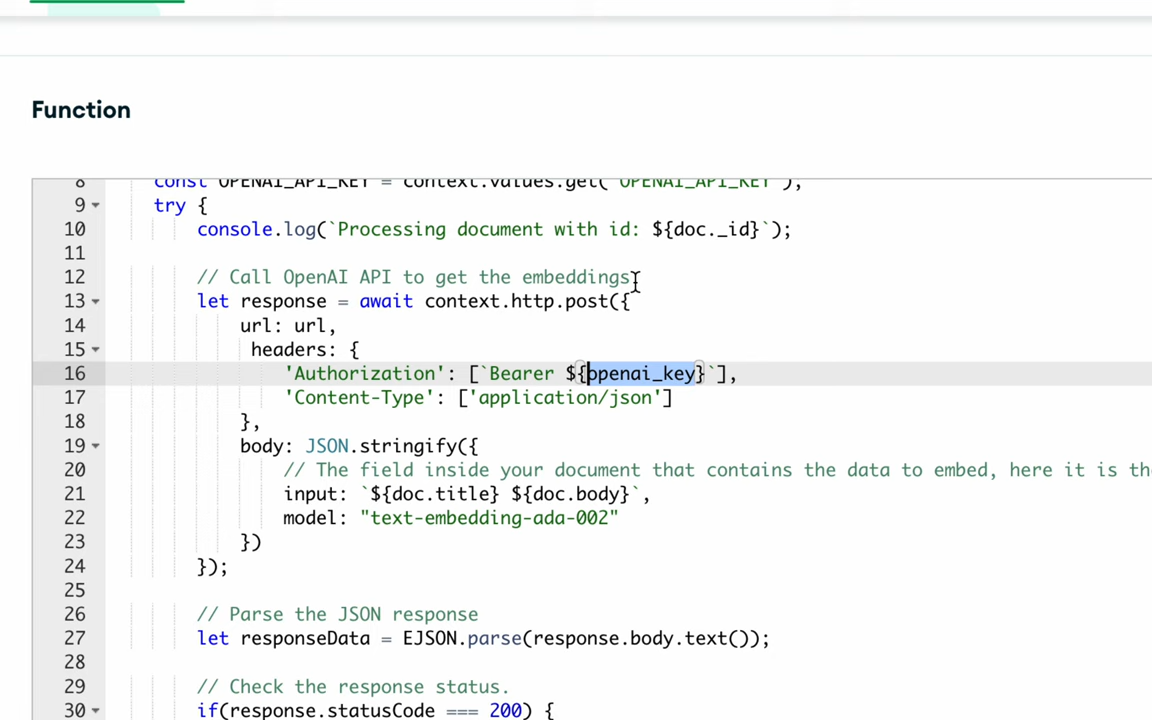 Function
8 const OPENAI_API_KEY = context.values.get("OPENAI_API_KEY");
9 try {
10 console.log(`Processing document with id: ${doc._id}`);
11
12 // Call OpenAI API to get the embeddings
13 let response = await context.http.post({
14 url: url,
15 headers: {
16 'Authorization': [`Bearer ${openai_key}`],
17 'Content-Type': ['application/json']
18 },
19 body: JSON.stringify({
20 // The field inside your document that contains the data to embed, here it is
21 input: `${doc.title} ${doc.body}`,
22 model: "text-embedding-ada-002"
23 })
24 });
25
26 // Parse the JSON response
27 let responseData = EJSON.parse(response.body.text());
28
29 // Check the response status.
30 if(response.statusCode === 200) {